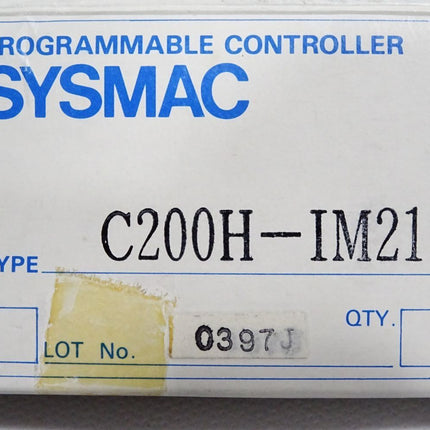 ROGRAMMABLE CONTROLLER
SYSMAC
YPE C200H-IM21
LOT No. 0397J QTY.